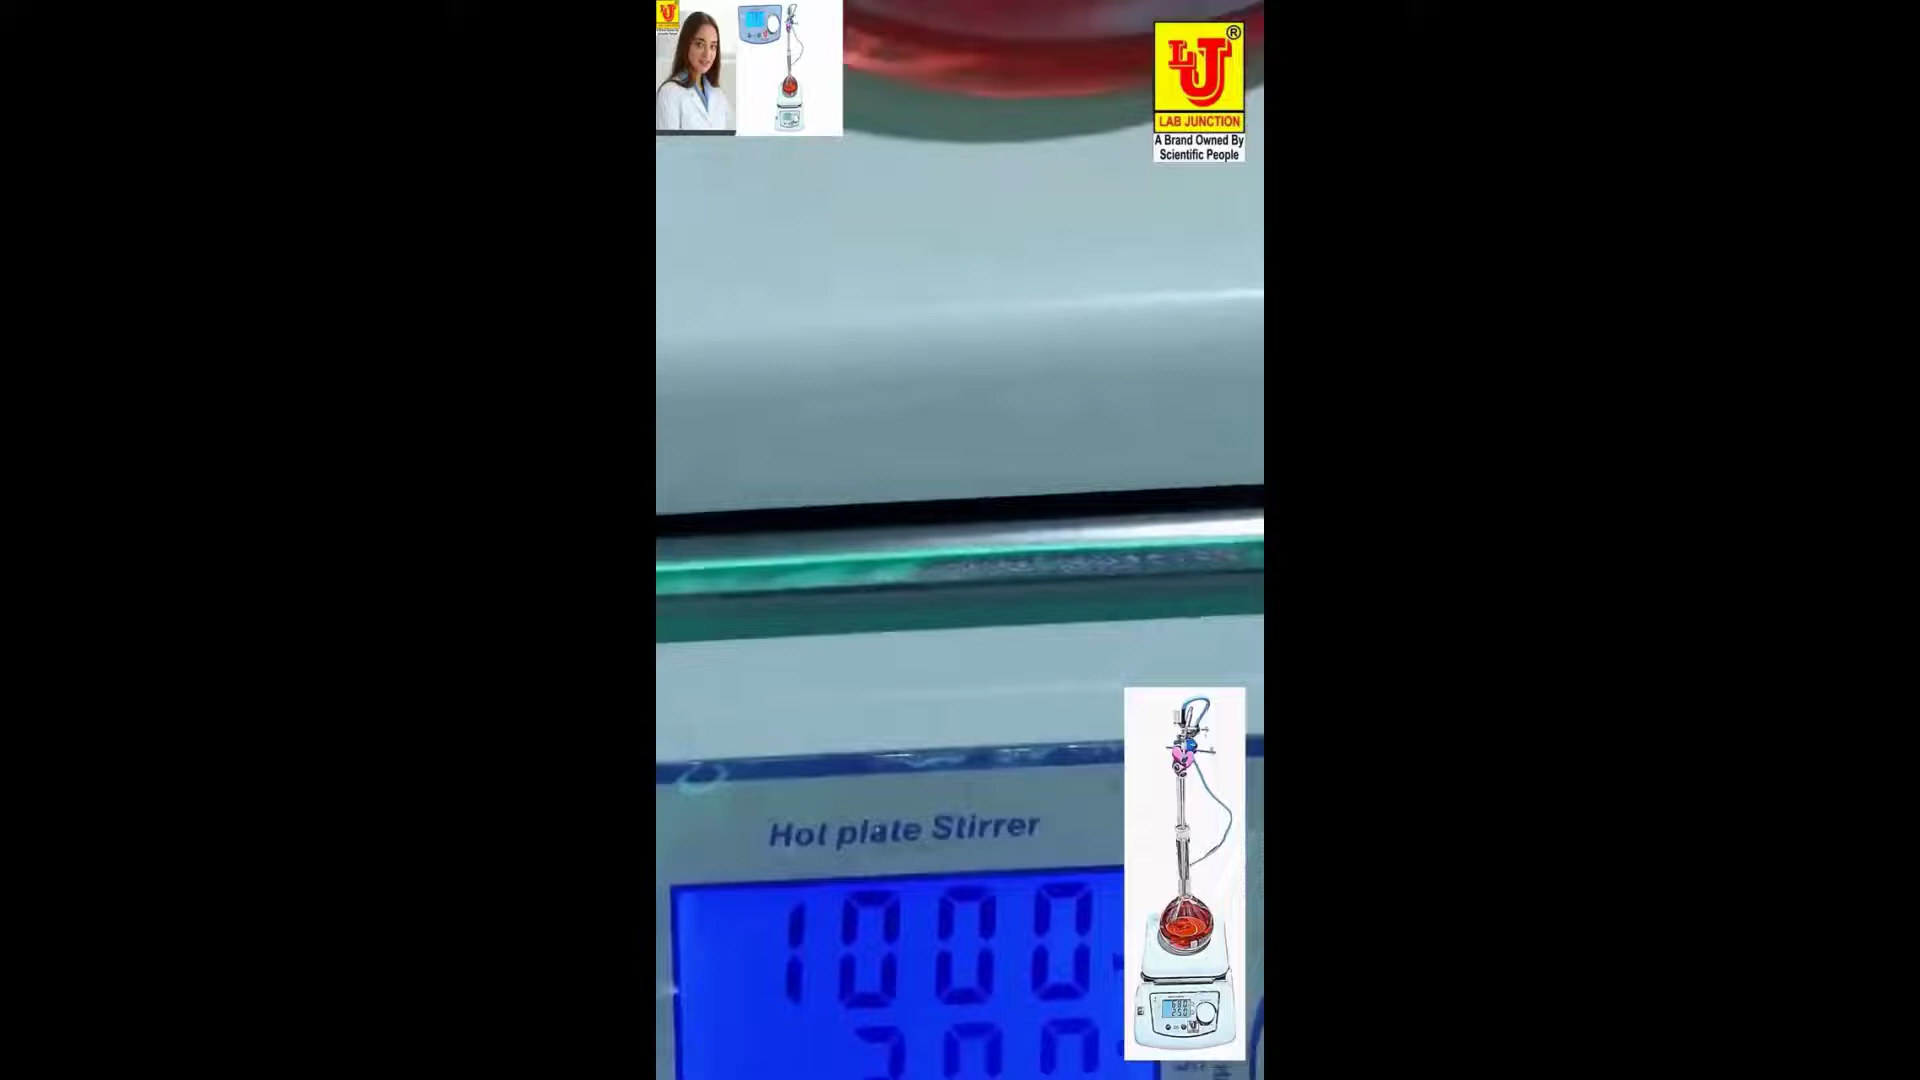 LJ
®
LAB JUNCTION
A Brand Owned By
Scientific People
Hot plate Stirrer
1000